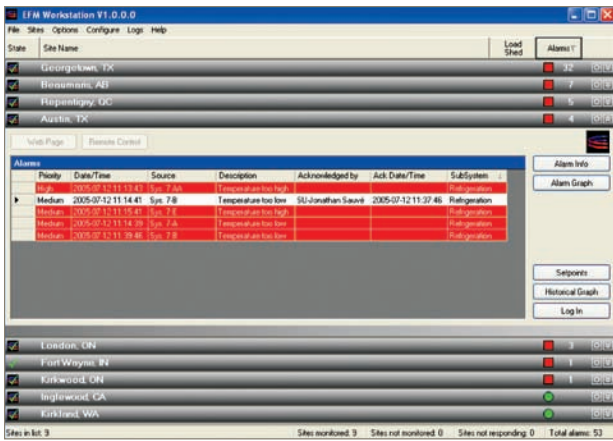 EFM Workstation V1.0.0.0
File Sites Options Configure Logs Help
State Site Name Load Shed Alarms
Georgetown, TX 32
Beaumans, AB 7
Repentigny, QC 5
Austin, TX 4
Web Page Remote Control
Alarms
Alarm Info
Priority Date/Time Source Description Acknowledged by Ack Date/Time SubSystem
High 2005-07-12 11:13:43 Sys. 7-AA Temperature too high Refrigeration
Alarm Graph
Medium 2005-07-12 11:14:41 Sys. 7-B Temperature too low SU-Jonathan Sauvé 2005-07-12 11:37:46 Refrigeration
Medium 2005-07-12 11:15:41 Sys. 7-E Temperature too high Refrigeration
Medium 2005-07-12 11:14:39 Sys. 7-A Temperature too low Refrigeration
Medium 2005-07-12 11:39:46 Sys. 7-B Temperature too low Refrigeration
Setpoints
Historical Graph
Log In
London, ON 3
Fort Wayne, IN 1
Kirkwood, ON 1
Inglewood, CA
Kirkland, WA
Sites in list: 9 Sites monitored: 9 Sites not monitored: 0 Sites not responding: 0 Total alarms: 53